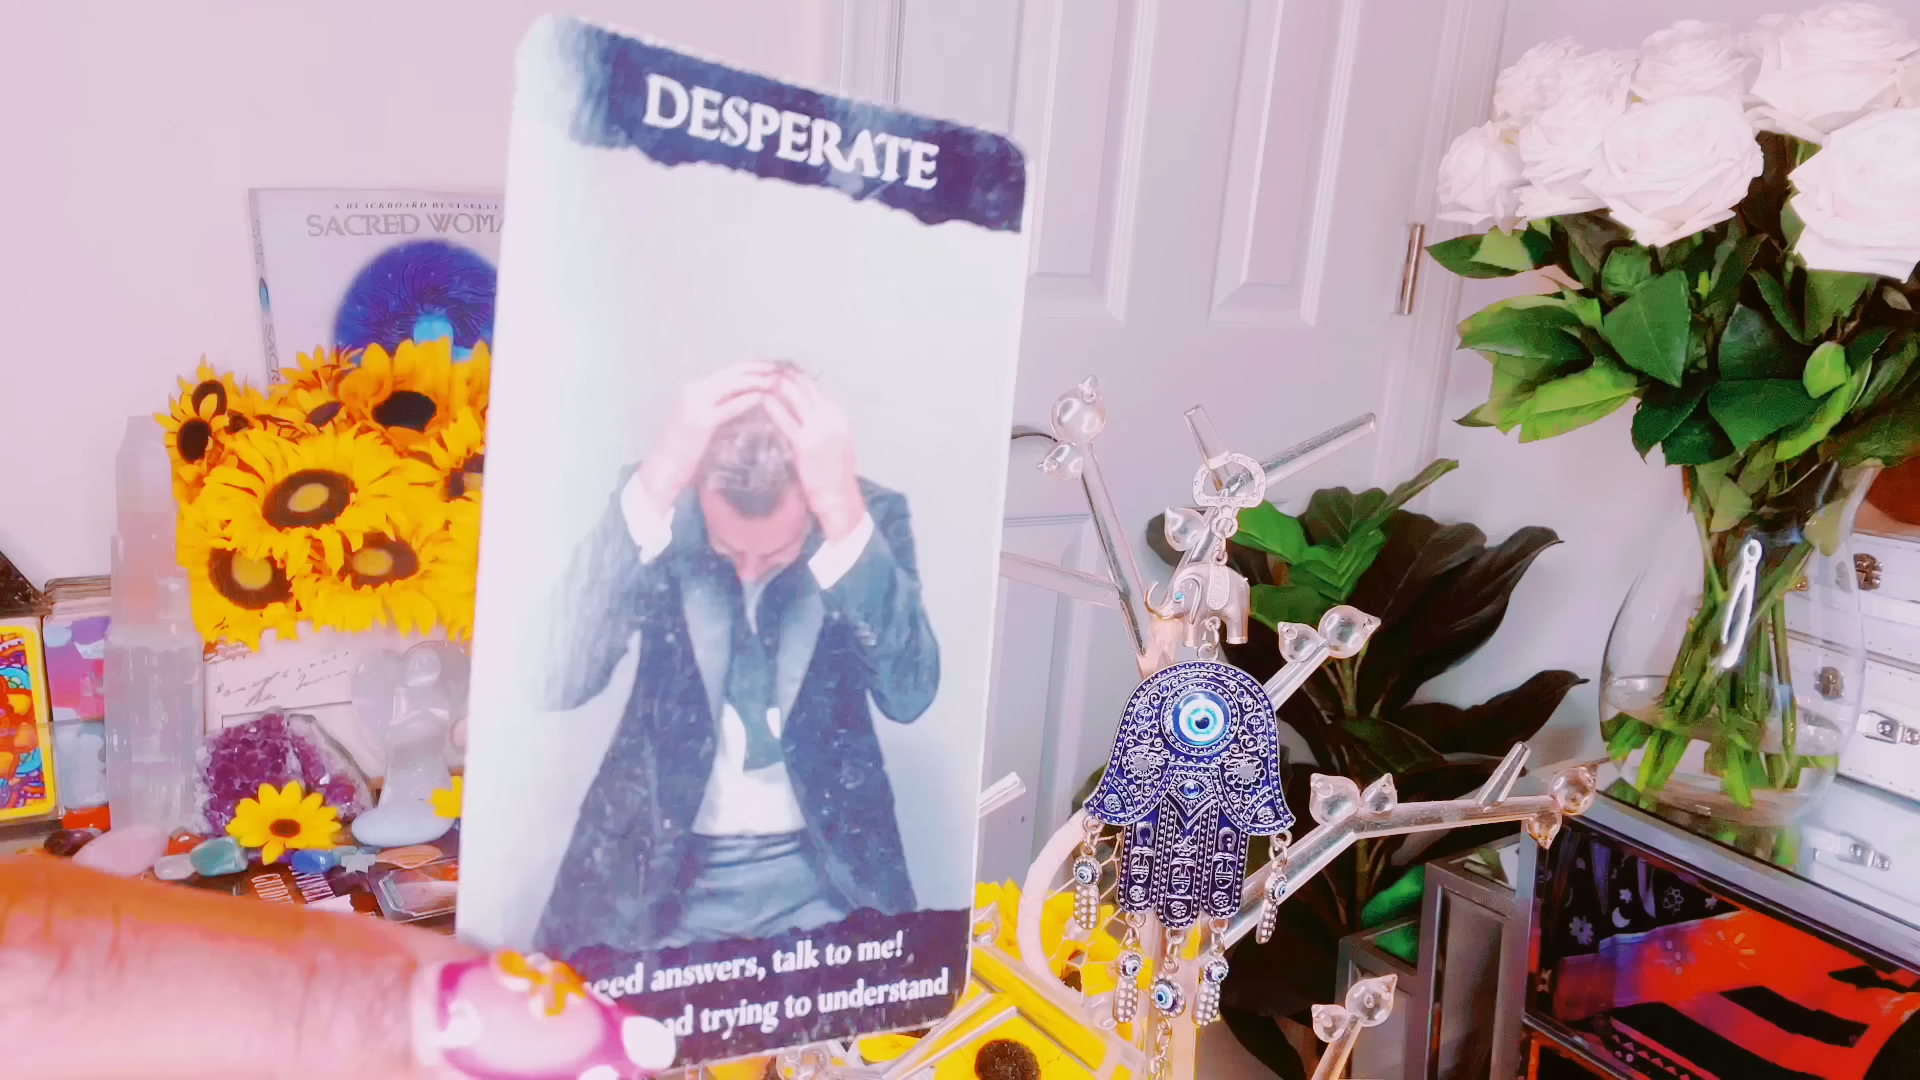 DESPERATE
A BLACKBOARD BESTSELLER
SACRED WOMA
eed answers, talk to me!
d trying to understand